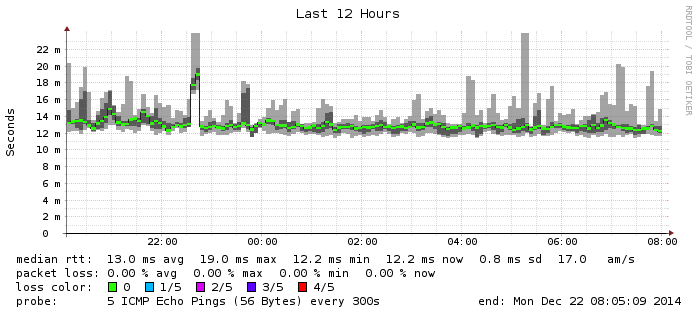 Last 12 Hours
RRDTOOL / TOBI OETIKER
Seconds
22 m
20 m
18 m
16 m
14 m
12 m
10 m
8 m
6 m
4 m
2 m
0
22:00 00:00 02:00 04:00 06:00 08:00
median rtt: 13.0 ms avg 19.0 ms max 12.2 ms min 12.2 ms now 0.8 ms sd 17.0 am/s
packet loss: 0.00 % avg 0.00 % max 0.00 % min 0.00 % now
loss color: 0 1/5 2/5 3/5 4/5
probe: 5 ICMP Echo Pings (56 Bytes) every 300s end: Mon Dec 22 08:05:09 2014